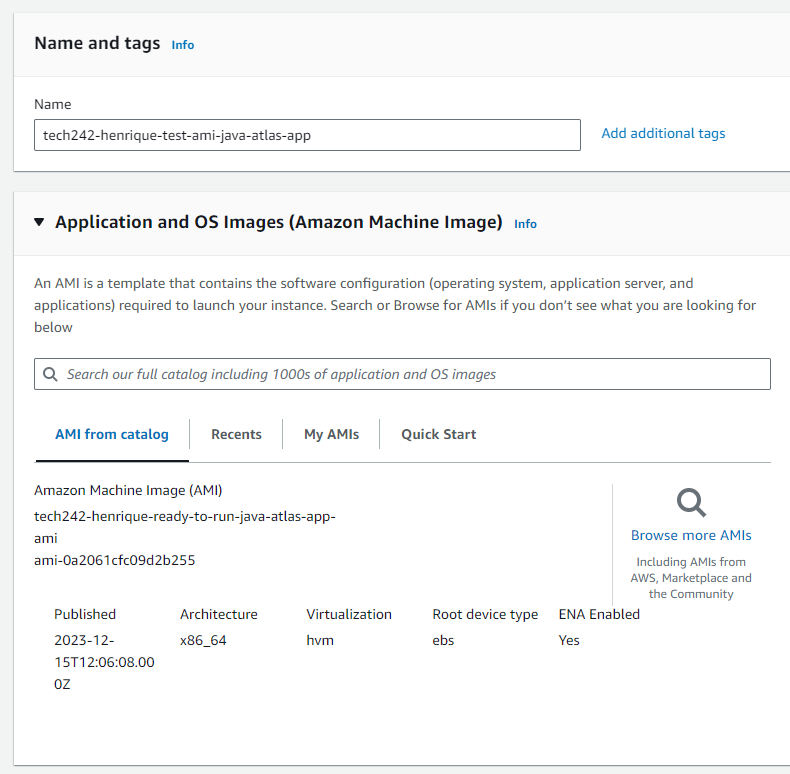 Name and tags Info
Name
tech242-henrique-test-ami-java-atlas-app
Add additional tags
Application and OS Images (Amazon Machine Image) Info
An AMI is a template that contains the software configuration (operating system, application server, and
applications) required to launch your instance. Search or Browse for AMIs if you don’t see what you are looking for
below
Search our full catalog including 1000s of application and OS images
AMI from catalog
Recents
My AMIs
Quick Start
Amazon Machine Image (AMI)
tech242-henrique-ready-to-run-java-atlas-app-
ami
ami-0a2061cfc09d2b255
Browse more AMIs
Including AMIs from
AWS, Marketplace and
the Community
Published
2023-12-
15T12:06:08.00
0Z
Architecture
x86_64
Virtualization
hvm
Root device type
ebs
ENA Enabled
Yes